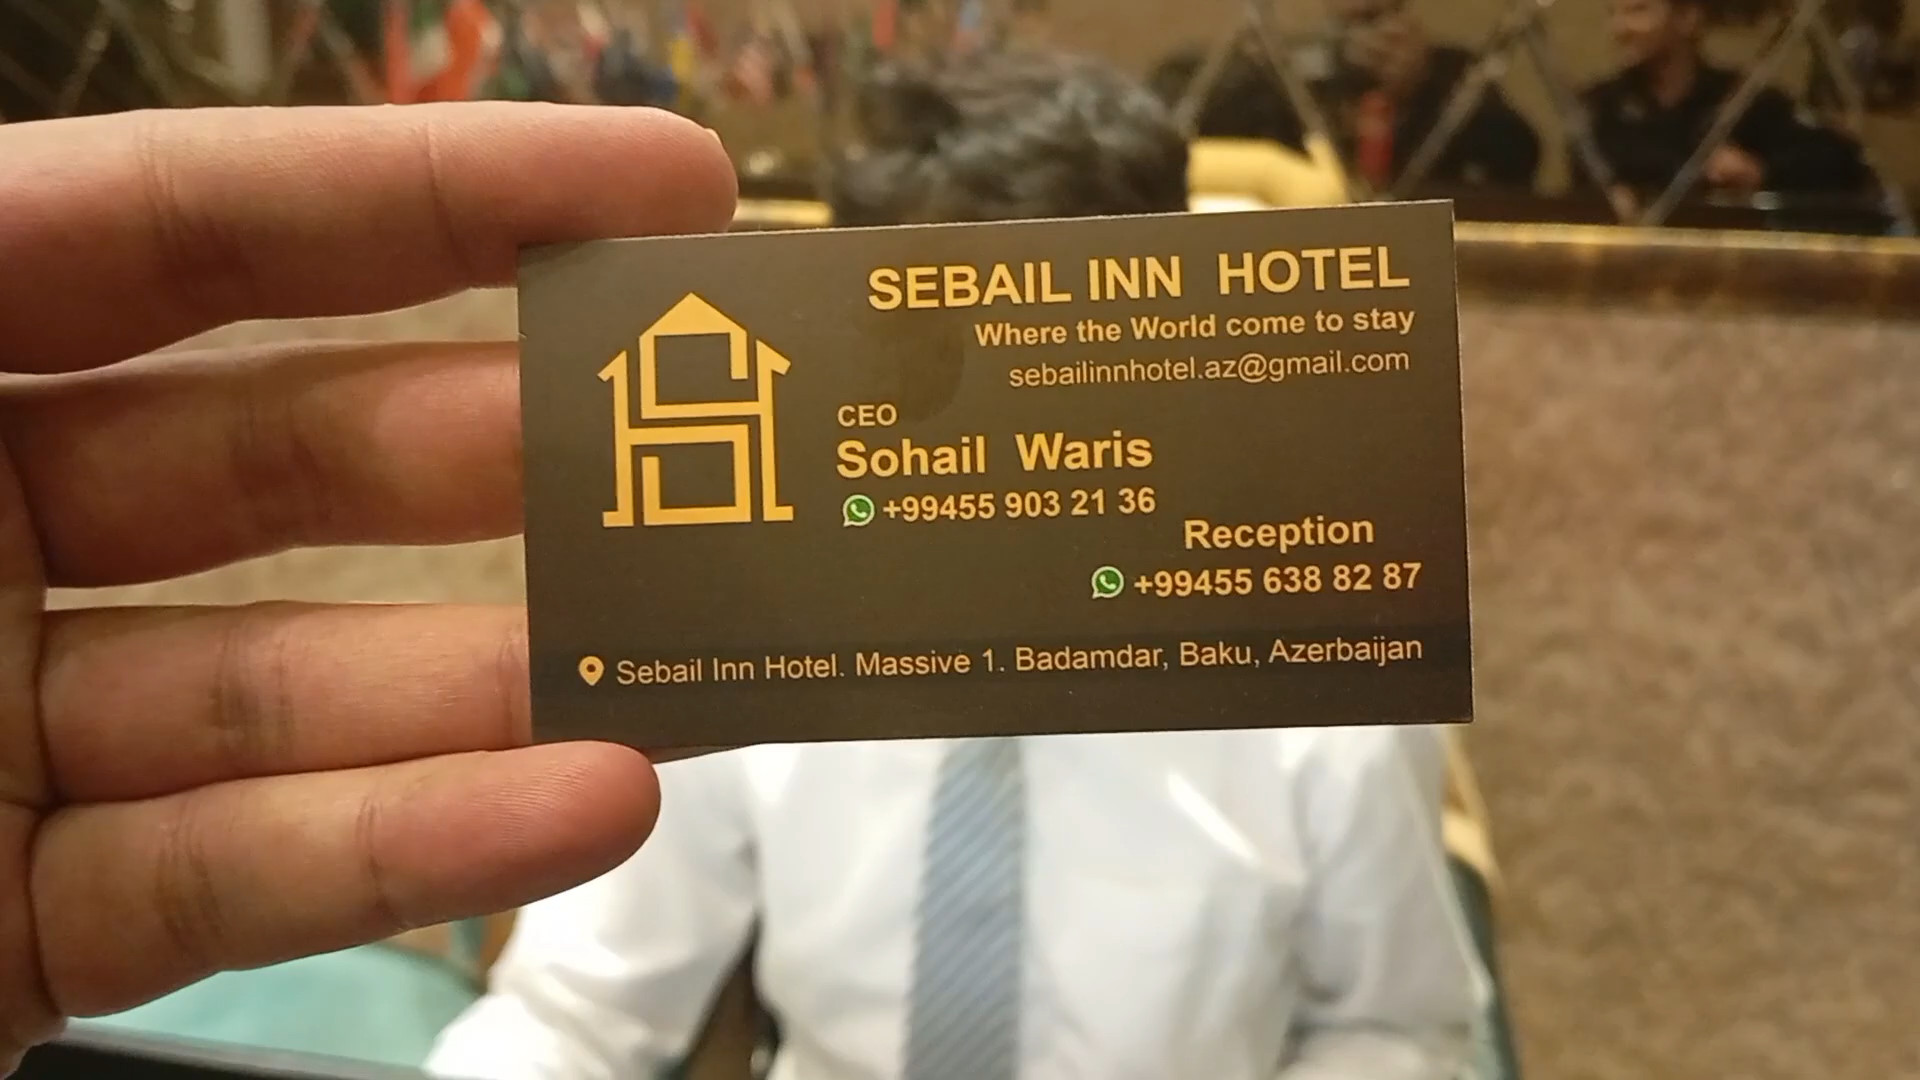 SEBAIL INN HOTEL
Where the World come to stay
sebailinnhotel.az@gmail.com
CEO
Sohail Waris
+99455 903 21 36
Reception
+99455 638 82 87
Sebail Inn Hotel. Massive 1. Badamdar, Baku, Azerbaijan